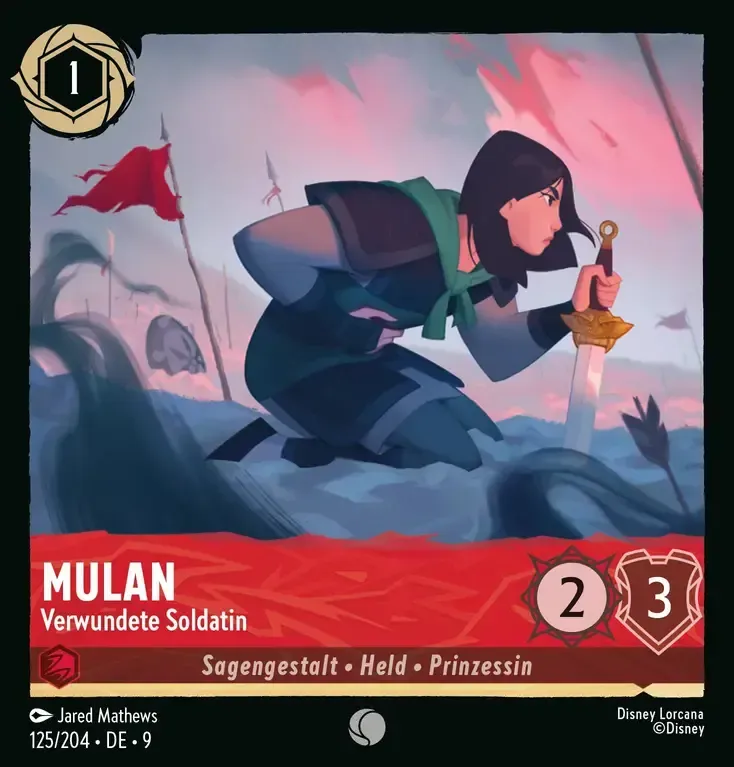 1
MULAN
Verwundete Soldatin
2
3
Sagengestalt • Held • Prinzessin
Jared Mathews
125/204 • DE • 9
Disney Lorcana
©Disney